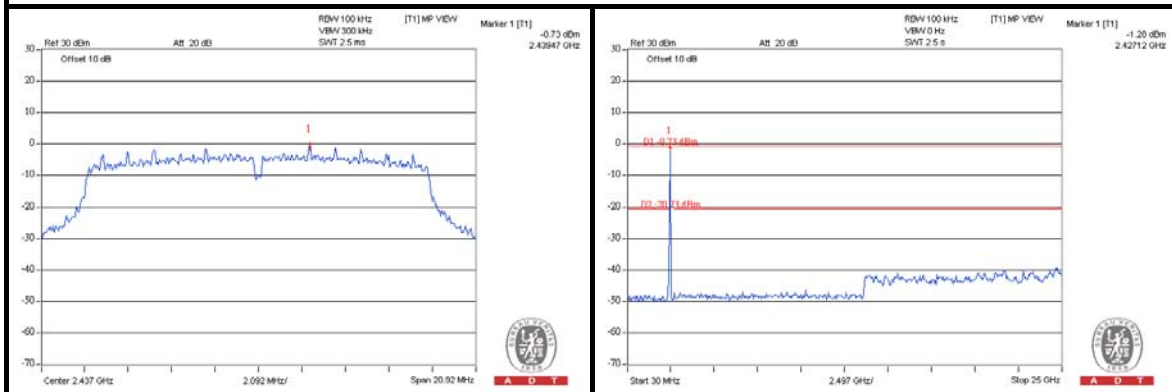 RBW 100 kHz [T1] MP VIEW
VBW 300 kHz
SWT 2.5 ms
Marker 1 [T1]
-0.73 dBm
2.43947 GHz
Ref 30 dBm Att 20 dB
Offset 10 dB
30
20
10
0
-10
-20
-30
-40
-50
-60
-70
1
Center 2.437 GHz 2.092 MHz/ Span 20.92 MHz
A D T
RBW 100 kHz [T1] MP VIEW
VBW 0 Hz
SWT 2.5 s
Marker 1 [T1]
-1.20 dBm
2.42712 GHz
Ref 30 dBm Att 20 dB
Offset 10 dB
30
20
10
0
-10
-20
-30
-40
-50
-60
-70
1
D1 -0.73 dBm
D2 -20.73 dBm
Start 30 MHz 2.497 GHz/ Stop 25 GHz
A D T